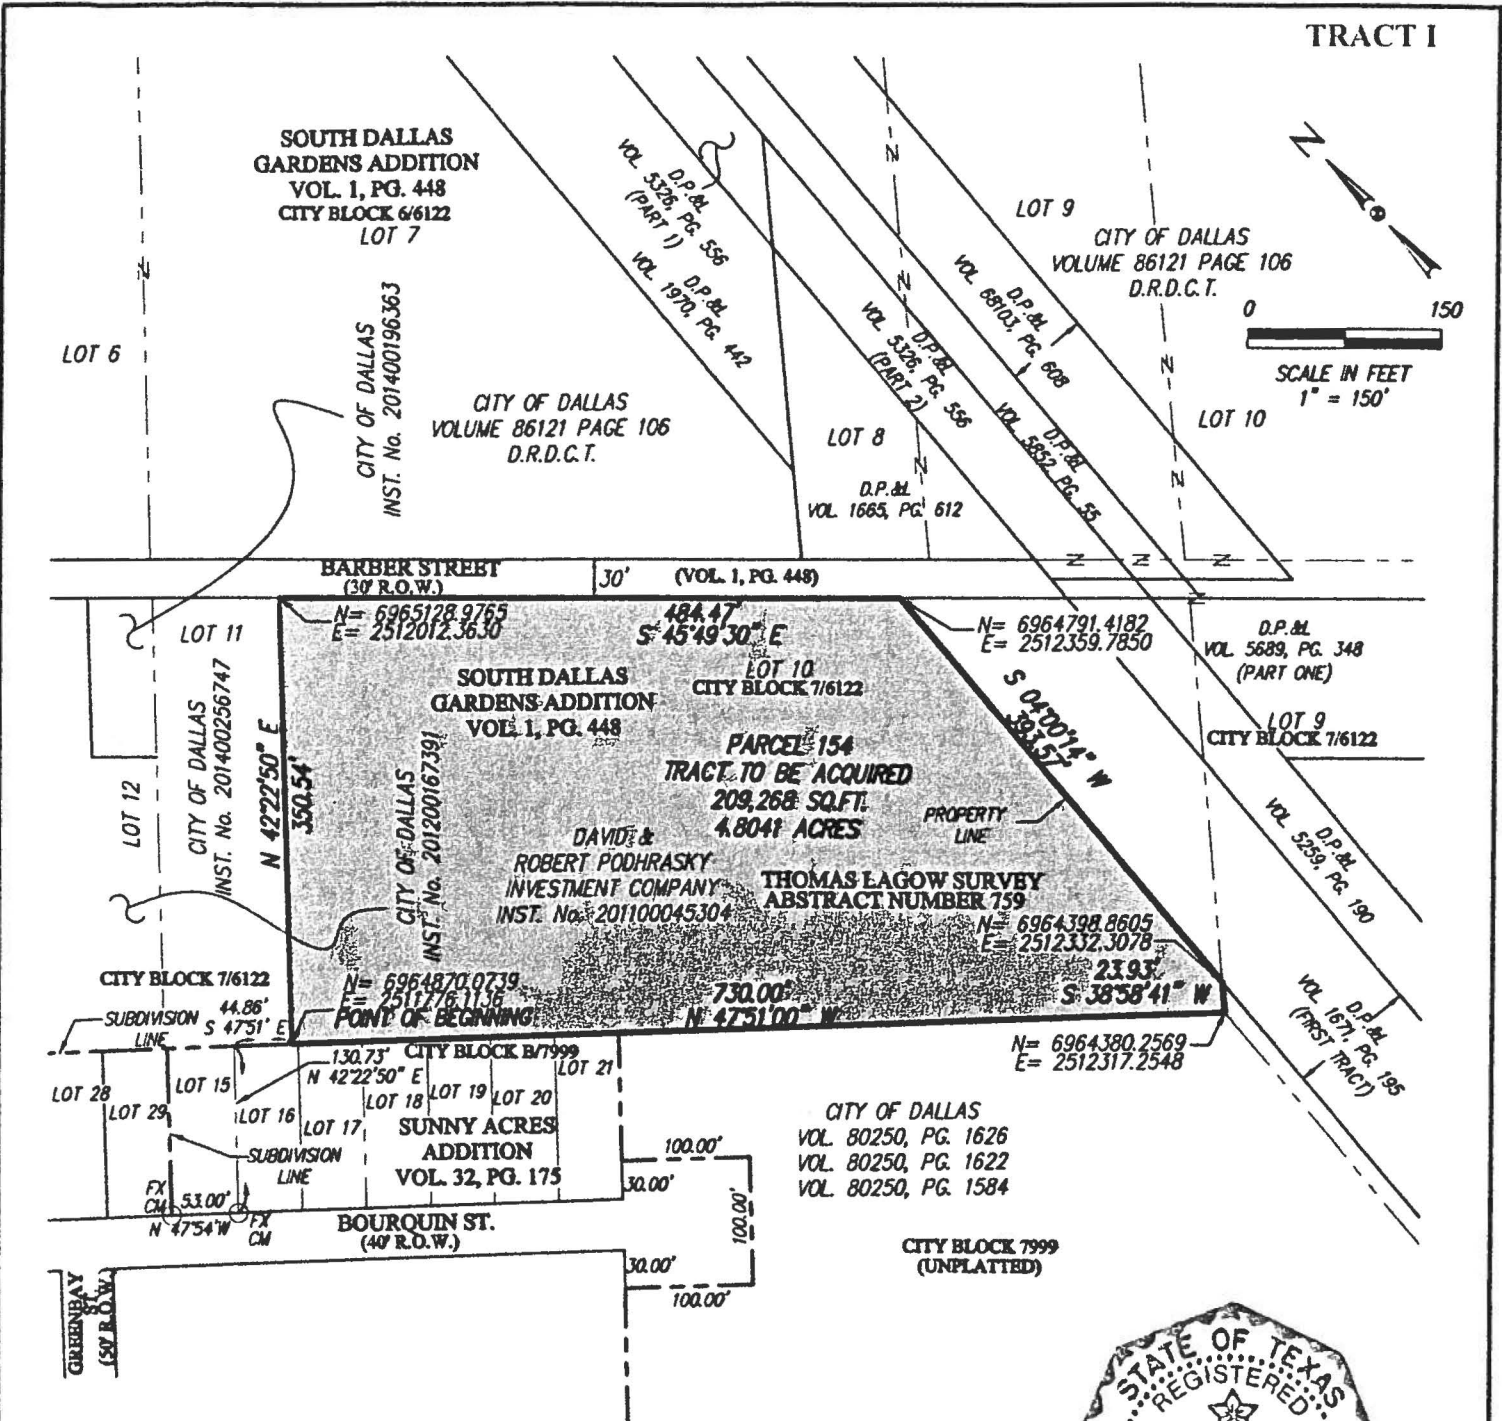 TRACT I
SOUTH DALLAS
GARDENS ADDITION
VOL. 1, PG. 448
CITY BLOCK 6/6122
LOT 7
LOT 6
CITY OF DALLAS
INST. No. 201400196363
CITY OF DALLAS
VOLUME 86121 PAGE 106
D.R.D.C.T.
D.P.&L
VOL. 5326, PG. 556
(PART 1)
D.P.&L
VOL. 1970, PG. 442
LOT 8
D.P.&L
VOL. 1665, PG. 612
D.P.&L
VOL. 5326, PG. 556
(PART 2)
D.P.&L
VOL. 68103, PG. 608
D.P.&L
VOL. 5852, PG. 55
LOT 9
CITY OF DALLAS
VOLUME 86121 PAGE 106
D.R.D.C.T.
LOT 10
N
0 150
SCALE IN FEET
1" = 150'
BARBER STREET
(30' R.O.W.)
30'
(VOL. 1, PG. 448)
N= 6965128.9765
E= 2512012.3630
484.47'
S 45°49'30" E
LOT 10
CITY BLOCK 7/6122
N= 6964791.4182
E= 2512359.7850
D.P.&L
VOL. 5689, PG. 348
(PART ONE)
LOT 9
CITY BLOCK 7/6122
LOT 11
CITY OF DALLAS
INST. No. 201400256747
LOT 12
N 42°22'50" E
350.54'
SOUTH DALLAS
GARDENS ADDITION
VOL. 1, PG. 448
CITY OF DALLAS
INST. No. 201200167391
PARCEL 154
TRACT TO BE ACQUIRED
209,268 SQ.FT.
4.8041 ACRES
S 04°00'14" W
393.57'
PROPERTY
LINE
DAVID &
ROBERT PODHRASKY
INVESTMENT COMPANY
INST. No. 201100045304
THOMAS LAGOW SURVEY
ABSTRACT NUMBER 759
N= 6964398.8605
E= 2512332.3078
23.93'
S 38°58'41" W
D.P.&L
VOL. 5259, PG. 190
D.P.&L
VOL. 1671, PG. 195
(FIRST TRACT)
CITY BLOCK 7/6122
SUBDIVISION
LINE
44.86'
S 47°51' E
N= 6964870.0739
E= 2511776.1136
POINT OF BEGINNING
730.00'
N 47°51'00" W
N= 6964380.2569
E= 2512317.2548
CITY BLOCK B/7999
130.73'
N 42°22'50" E
LOT 28
LOT 29
LOT 15
LOT 16
LOT 17
LOT 18
LOT 19
LOT 20
LOT 21
SUNNY ACRES
ADDITION
VOL. 32, PG. 175
SUBDIVISION
LINE
FX
CM
53.00'
N 47°54'W
FX
CM
BOURQUIN ST.
(40' R.O.W.)
100.00'
30.00'
100.00'
30.00'
100.00'
CITY OF DALLAS
VOL. 80250, PG. 1626
VOL. 80250, PG. 1622
VOL. 80250, PG. 1584
CITY BLOCK 7999
(UNPLATTED)
GREENBAY
ST.
(50' R.O.W.)
STATE OF TEXAS
REGISTERED